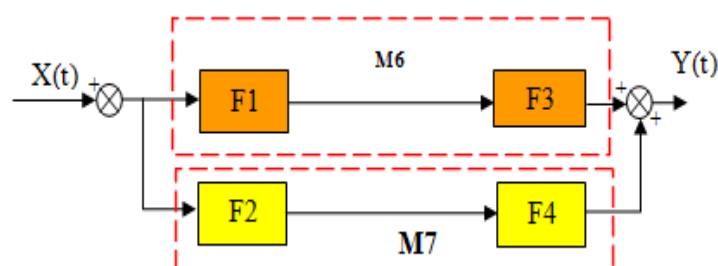 M6
X(t)
Y(t)
+
+
F1
F3
+
F2
F4
M7